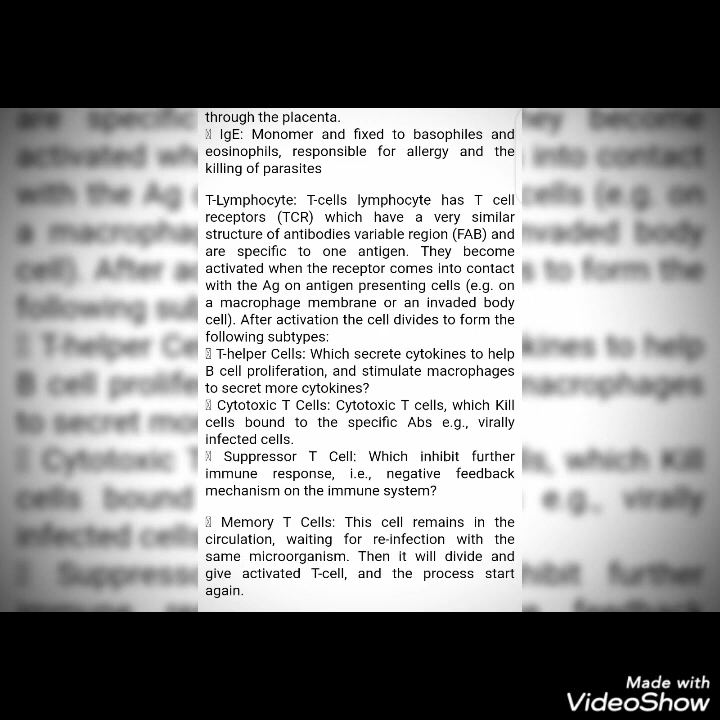 through the placenta.
 IgE: Monomer and fixed to basophiles and
eosinophils, responsible for allergy and the
killing of parasites
T-Lymphocyte: T-cells lymphocyte has T cell
receptors (TCR) which have a very similar
structure of antibodies variable region (FAB) and
are specific to one antigen. They become
activated when the receptor comes into contact
with the Ag on antigen presenting cells (e.g. on
a macrophage membrane or an invaded body
cell). After activation the cell divides to form the
following subtypes:
 T-helper Cells: Which secrete cytokines to help
B cell proliferation, and stimulate macrophages
to secret more cytokines?
 Cytotoxic T Cells: Cytotoxic T cells, which Kill
cells bound to the specific Abs e.g., virally
infected cells.
 Suppressor T Cell: Which inhibit further
immune response, i.e., negative feedback
mechanism on the immune system?
 Memory T Cells: This cell remains in the
circulation, waiting for re-infection with the
same microorganism. Then it will divide and
give activated T-cell, and the process start
again.
Made with
VideoShow